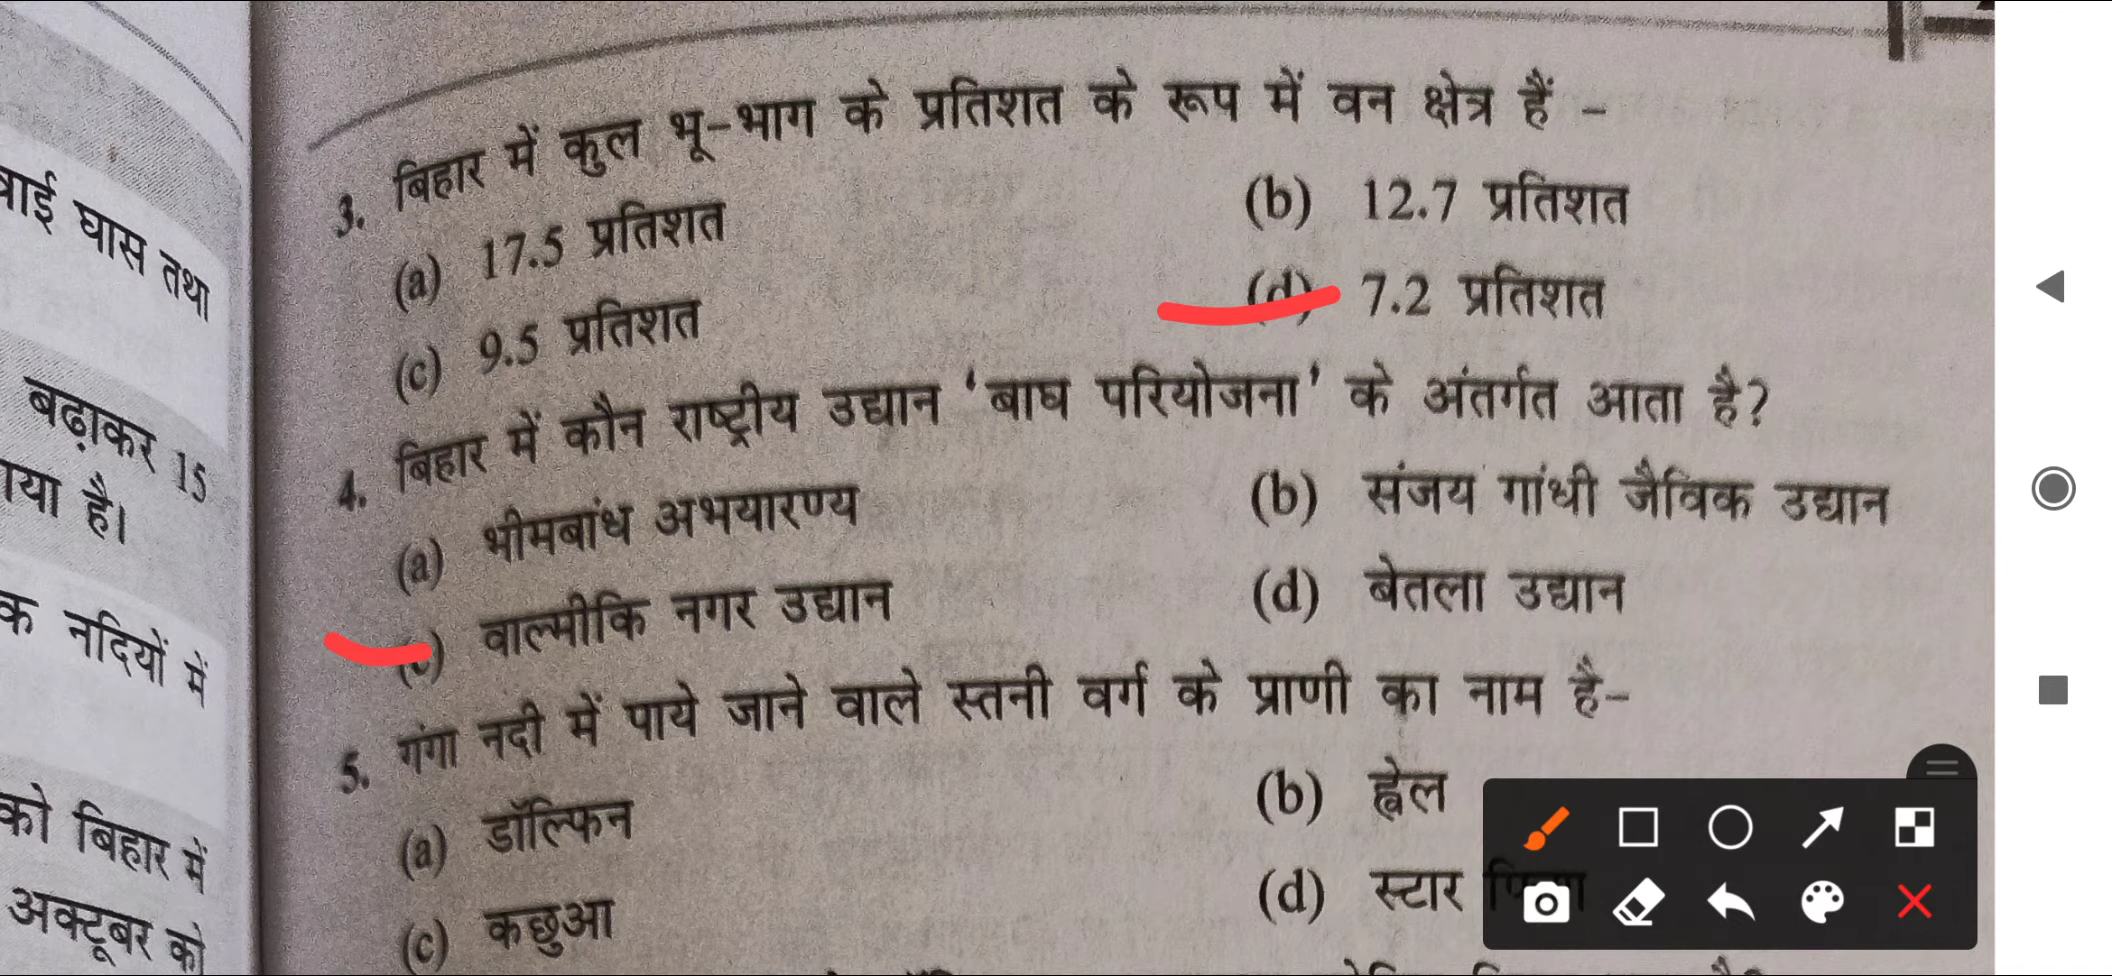 घास तथा
बढ़ाकर 15
है।
नदियों में
को बिहार में
अक्टूबर को
3. बिहार में कुल भू-भाग के प्रतिशत के रूप में वन क्षेत्र हैं -
(a) 17.5 प्रतिशत (b) 12.7 प्रतिशत
(c) 9.5 प्रतिशत (d) 7.2 प्रतिशत
4. बिहार में कौन राष्ट्रीय उद्यान 'बाघ परियोजना' के अंतर्गत आता है?
(a) भीमबांध अभयारण्य (b) संजय गांधी जैविक उद्यान
(c) वाल्मीकि नगर उद्यान (d) बेतला उद्यान
5. गंगा नदी में पाये जाने वाले स्तनी वर्ग के प्राणी का नाम है-
(a) डॉल्फिन (b) ह्वेल
(c) कछुआ (d) स्टार